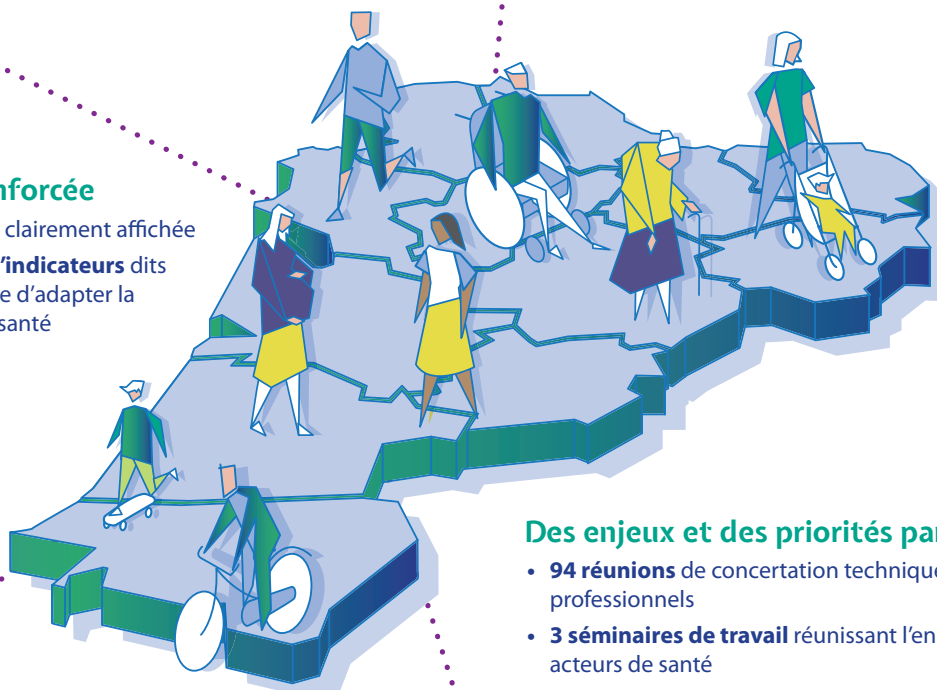 nforcée
clairement affichée
'indicateurs dits
e d'adapter la
santé
Des enjeux et des priorités par
• 94 réunions de concertation technique
professionnels
• 3 séminaires de travail réunissant l'en
acteurs de santé